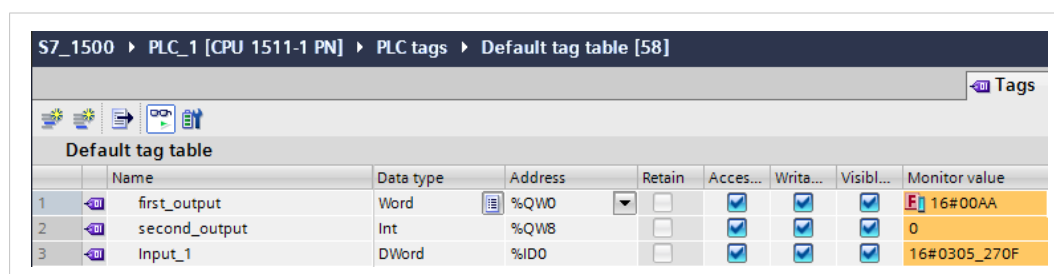 S7_1500 ▸ PLC_1 [CPU 1511-1 PN] ▸ PLC tags ▸ Default tag table [58]
Tags
Default tag table
Name Data type Address Retain Acces... Writa... Visibl... Monitor value
1 first_output Word %QW0 F 16#00AA
2 second_output Int %QW8 0
3 Input_1 DWord %ID0 16#0305_270F